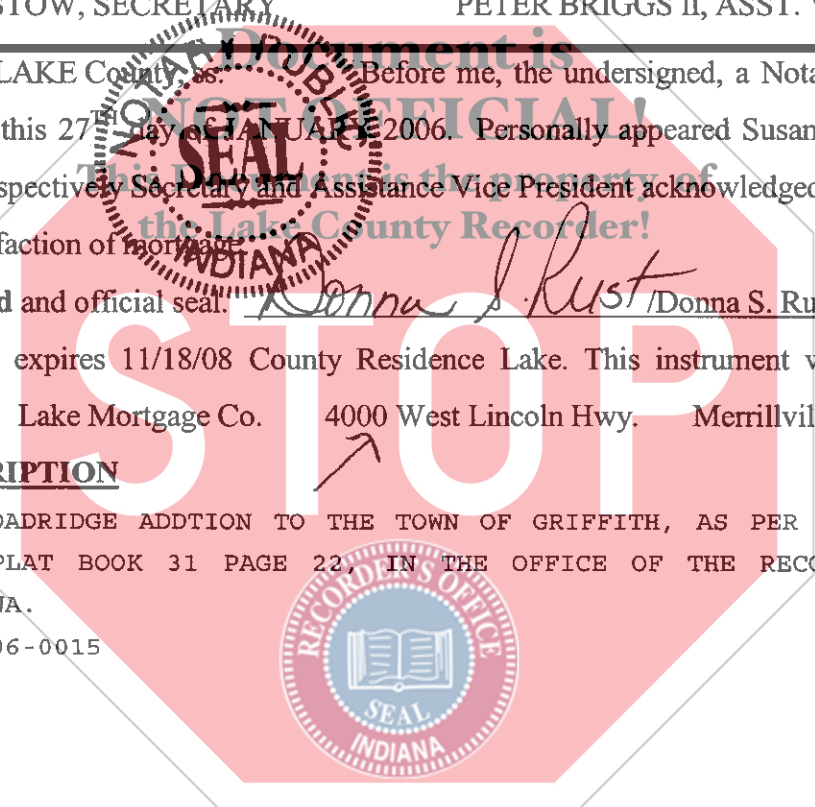 STOW, SECRETARY PETER BRIGGS II, ASST. V
Document is
LAKE County ss: Before me, the undersigned, a Nota
NOT OFFICIAL!
this 27TH day of JANUARY 2006. Personally appeared Susan
This Document is the property of
spectively Secretary and Assistance Vice President acknowledged
the Lake County Recorder!
faction of mortgage
NOTARY PUBLIC
SEAL
INDIANA
d and official seal. Donna S. Rust /Donna S. Ru
expires 11/18/08 County Residence Lake. This instrument w
Lake Mortgage Co. 4000 West Lincoln Hwy. Merrillvil
STOP
RIPTION
OADRIDGE ADDTION TO THE TOWN OF GRIFFITH, AS PER
PLAT BOOK 31 PAGE 22, IN THE OFFICE OF THE RECO
NA.
06-0015
RECORDER'S OFFICE
SEAL
INDIANA